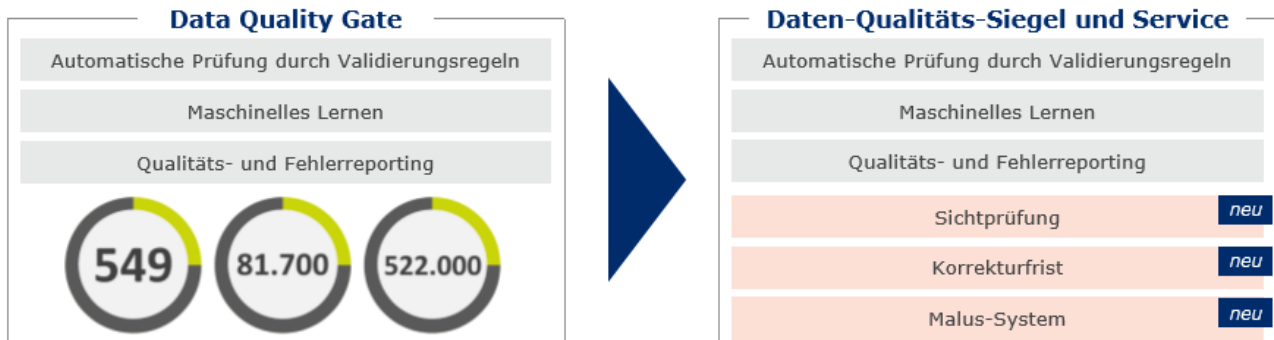 Data Quality Gate
Automatische Prüfung durch Validierungsregeln
Maschinelles Lernen
Qualitäts- und Fehlerreporting
549
81.700
522.000
Daten-Qualitäts-Siegel und Service
Automatische Prüfung durch Validierungsregeln
Maschinelles Lernen
Qualitäts- und Fehlerreporting
Sichtprüfung
neu
Korrekturfrist
neu
Malus-System
neu